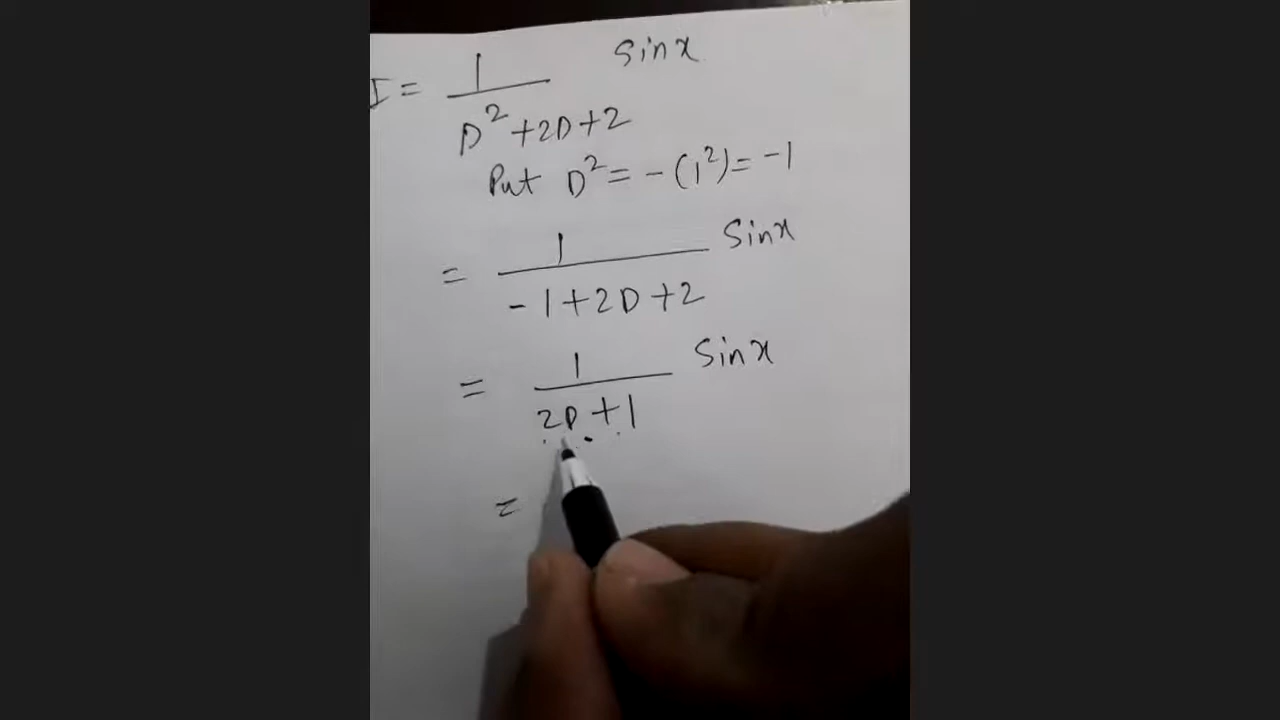 I = 1 / D² + 2D + 2 Sin x
Put D² = - (1²) = - 1
= 1 / - 1 + 2D + 2 Sin x
= 1 / 2D + 1 Sin x
=